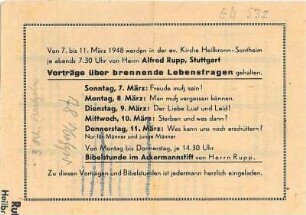 Eb 532
Von 7. bis 11. März 1948 werden in der ev. Kirche Heilbronn-Sontheim
je abends 7.30 Uhr von Herrn Alfred Rupp, Stuttgart
Vorträge über brennende Lebensfragen gehalten.
Sonntag, 7. März: Freude muß sein!
Montag, 8. März: Man muß vergessen können.
Dienstag, 9. März: Der Liebe Lust und Leid!
Mittwoch, 10. März: Sterben und was dann?
Donnerstag, 11. März: Was kann uns noch erschüttern?
Nur für Männer und junge Männer
Von Montag bis Donnerstag, je 14.30 Uhr
Bibelstunde im Ackermannstift von Herrn Rupp.
Zu diesen Vorträgen und Bibelstunden ist jedermann herzlich eingeladen.